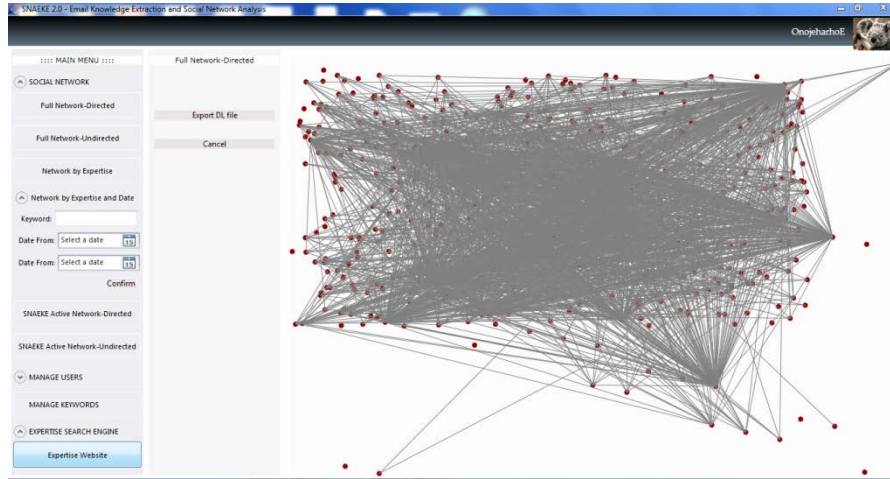 SNAEKE 2.0 - Email Knowledge Extraction and Social Network Analysis
OnojeharhoE
:::: MAIN MENU ::::
SOCIAL NETWORK
Full Network-Directed
Full Network-Undirected
Network by Expertise
Network by Expertise and Date
Keyword:
Date From: Select a date 15
Date From: Select a date 15
Confirm
SNAEKE Active Network-Directed
SNAEKE Active Network-Undirected
MANAGE USERS
MANAGE KEYWORDS
EXPERTISE SEARCH ENGINE
Expertise Website
Full Network-Directed
Export DL file
Cancel